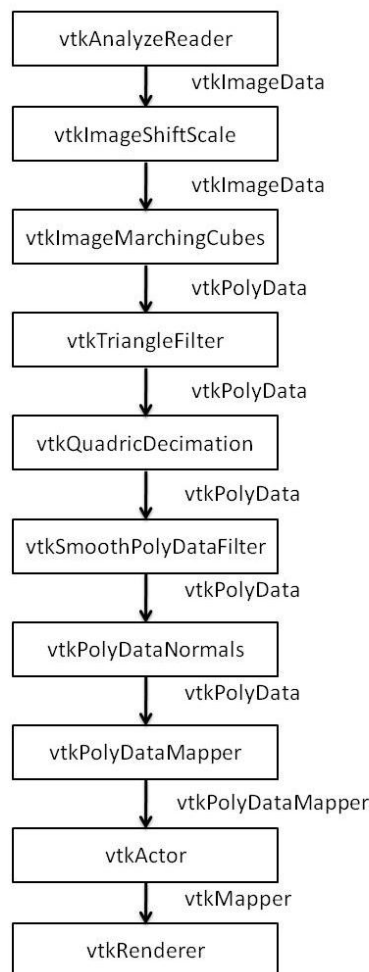 vtkAnalyzeReader
vtkImageData
vtkImageShiftScale
vtkImageData
vtkImageMarchingCubes
vtkPolyData
vtkTriangleFilter
vtkPolyData
vtkQuadricDecimation
vtkPolyData
vtkSmoothPolyDataFilter
vtkPolyData
vtkPolyDataNormals
vtkPolyData
vtkPolyDataMapper
vtkPolyDataMapper
vtkActor
vtkMapper
vtkRenderer